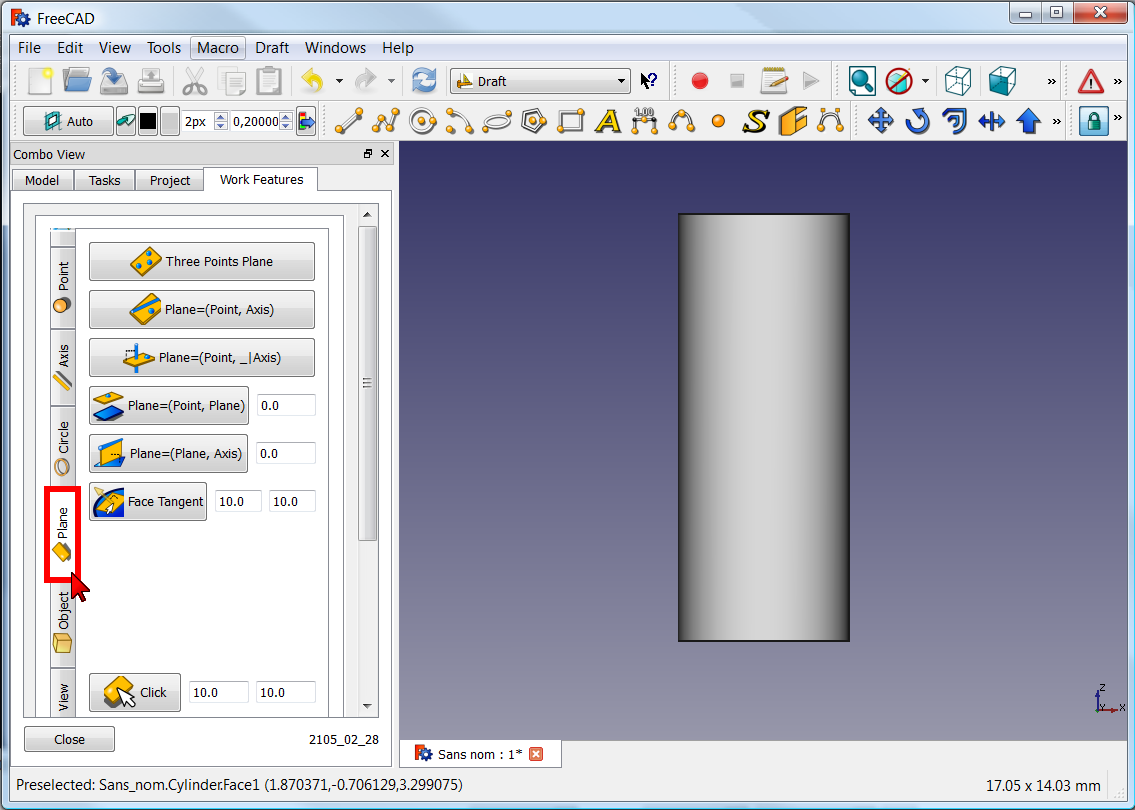 FreeCAD
File Edit View Tools Macro Draft Windows Help
Draft
Auto 2px 0,20000 A 1.00 S
Combo View
Model Tasks Project Work Features
Point
Axis
Circle
Plane
Object
View
Three Points Plane
Plane=(Point, Axis)
Plane=(Point, _|Axis)
Plane=(Point, Plane) 0.0
Plane=(Plane, Axis) 0.0
Face Tangent 10.0 10.0
Click 10.0 10.0
Close 2105_02_28
Z
Y X
Sans nom : 1*
Preselected: Sans_nom.Cylinder.Face1 (1.870371,-0.706129,3.299075) 17.05 x 14.03 mm